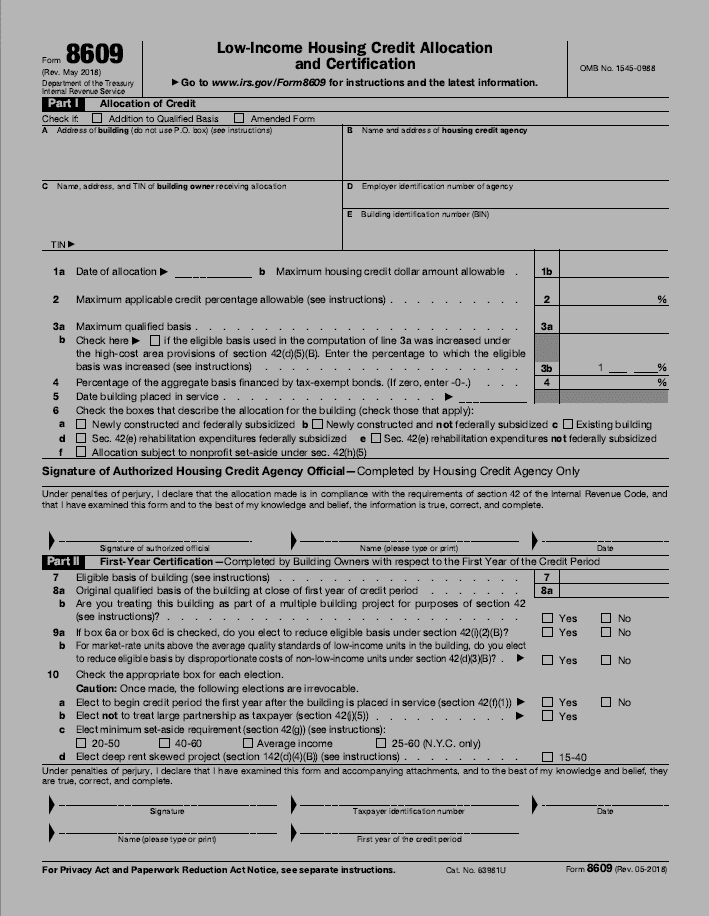 Form 8609
(Rev. May 2018)
Department of the Treasury
Internal Revenue Service
Low-Income Housing Credit Allocation
and Certification
▶ Go to www.irs.gov/Form8609 for instructions and the latest information.
OMB No. 1545-0988
Part I Allocation of Credit
Check if: Addition to Qualified Basis Amended Form
A Address of building (do not use P.O. box) (see instructions)
B Name and address of housing credit agency
C Name, address, and TIN of building owner receiving allocation
D Employer identification number of agency
E Building identification number (BIN)
TIN ▶
1a Date of allocation ▶ b Maximum housing credit dollar amount allowable . 1b
2 Maximum applicable credit percentage allowable (see instructions) . . . . . . . . . . 2 %
3a Maximum qualified basis . . . . . . . . . . . . . . . . . . . . . . . . 3a
b Check here ▶ if the eligible basis used in the computation of line 3a was increased under
the high-cost area provisions of section 42(d)(5)(B). Enter the percentage to which the eligible
basis was increased (see instructions) . . . . . . . . . . . . . . . . . . . 3b 1 __ __ %
4 Percentage of the aggregate basis financed by tax-exempt bonds. (If zero, enter -0-.) . . . 4 %
5 Date building placed in service . . . . . . . . . . . . . . . . ▶
6 Check the boxes that describe the allocation for the building (check those that apply):
a Newly constructed and federally subsidized b Newly constructed and not federally subsidized c Existing building
d Sec. 42(e) rehabilitation expenditures federally subsidized e Sec. 42(e) rehabilitation expenditures not federally subsidized
f Allocation subject to nonprofit set-aside under sec. 42(h)(5)
Signature of Authorized Housing Credit Agency Official—Completed by Housing Credit Agency Only
Under penalties of perjury, I declare that the allocation made is in compliance with the requirements of section 42 of the Internal Revenue Code, and
that I have examined this form and to the best of my knowledge and belief, the information is true, correct, and complete.
Signature of authorized official Name (please type or print) Date
Part II First-Year Certification—Completed by Building Owners with respect to the First Year of the Credit Period
7 Eligible basis of building (see instructions) . . . . . . . . . . . . . . . . . 7
8a Original qualified basis of the building at close of first year of credit period . . . . . . . 8a
b Are you treating this building as part of a multiple building project for purposes of section 42
(see instructions)? . . . . . . . . . . . . . . . . . . . . . . . . . Yes No
9a If box 6a or box 6d is checked, do you elect to reduce eligible basis under section 42(i)(2)(B)? Yes No
b For market-rate units above the average quality standards of low-income units in the building, do you elect
to reduce eligible basis by disproportionate costs of non-low-income units under section 42(d)(3)(B)? . ▶ Yes No
10 Check the appropriate box for each election.
Caution: Once made, the following elections are irrevocable.
a Elect to begin credit period the first year after the building is placed in service (section 42(f)(1)) ▶ Yes No
b Elect not to treat large partnership as taxpayer (section 42(j)(5)) . . . . . . . . . . ▶ Yes
c Elect minimum set-aside requirement (section 42(g)) (see instructions):
20-50 40-60 Average income 25-60 (N.Y.C. only)
d Elect deep rent skewed project (section 142(d)(4)(B)) (see instructions) . . . . . . . . . 15-40
Under penalties of perjury, I declare that I have examined this form and accompanying attachments, and to the best of my knowledge and belief, they
are true, correct, and complete.
Signature Taxpayer identification number Date
Name (please type or print) First year of the credit period
For Privacy Act and Paperwork Reduction Act Notice, see separate instructions. Cat. No. 63981U Form 8609 (Rev. 05-2018)